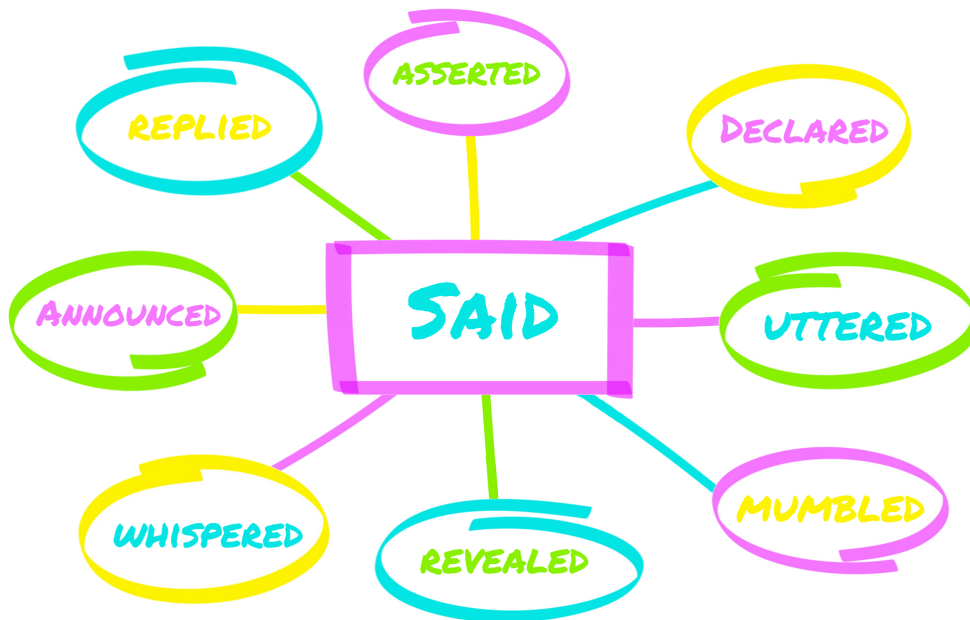 ASSERTED
REPLIED
DECLARED
ANNOUNCED
SAID
UTTERED
WHISPERED
REVEALED
MUMBLED